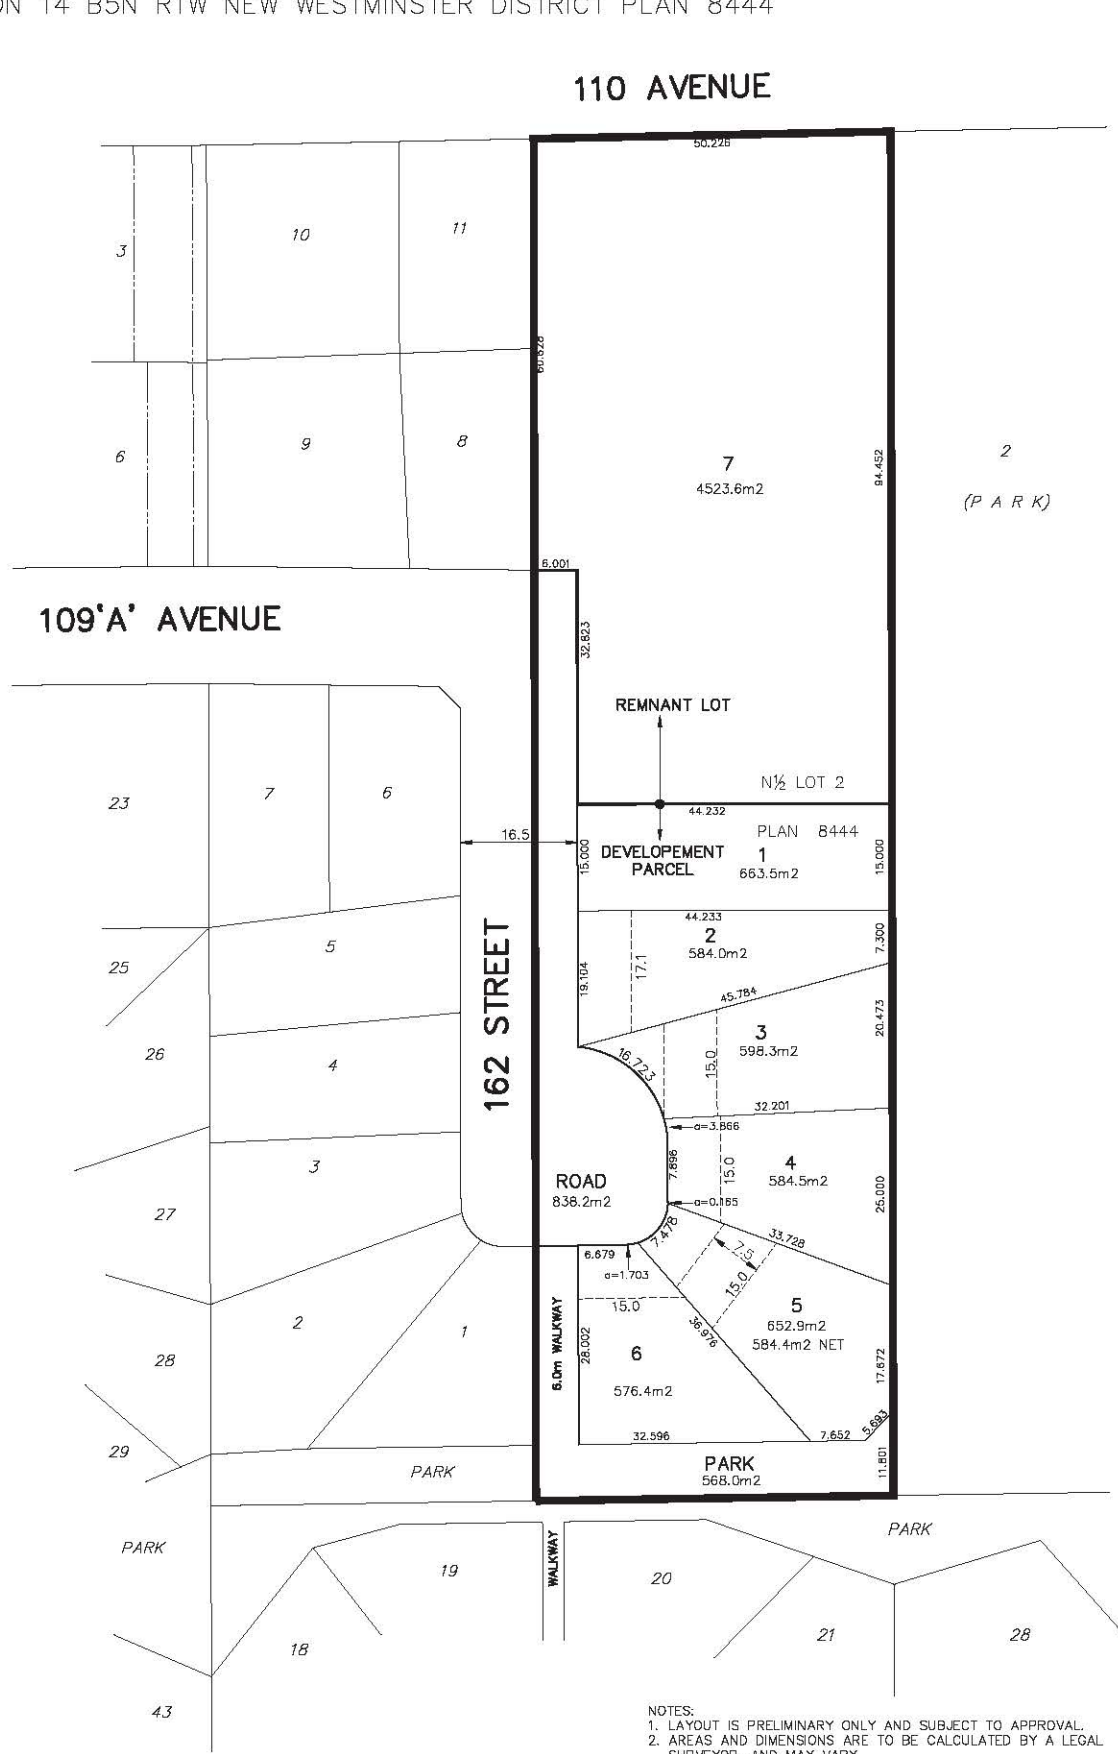 ON 14 B5N R1W NEW WESTMINSTER DISTRICT PLAN 8444
110 AVENUE
50.226
3
10
11
60.628
6
9
8
7
4523.6m2
94.452
2
(PARK)
6.001
109'A' AVENUE
32.823
REMNANT LOT
N½ LOT 2
23
7
6
44.232
PLAN 8444
16.5
15.000
DEVELOPEMENT
PARCEL
1
663.5m2
15.000
44.233
2
584.0m2
7.300
5
25
162 STREET
19.104
17.1
45.784
3
598.3m2
20.473
26
4
16.723
15.0
32.201
a=3.866
3
7.896
15.0
4
584.5m2
25.000
ROAD
838.2m2
a=0.165
27
7.478
33.728
6.679
7.5
a=1.703
15.0
15.0
2
1
5
652.9m2
584.4m2 NET
6.0m WALKWAY
28.002
36.976
17.672
28
6
576.4m2
29
32.596
7.652
5.693
PARK
PARK
568.0m2
11.801
PARK
WALKWAY
PARK
19
20
18
21
28
43
NOTES:
1. LAYOUT IS PRELIMINARY ONLY AND SUBJECT TO APPROVAL.
2. AREAS AND DIMENSIONS ARE TO BE CALCULATED BY A LEGAL
SURVEYOR, AND MAY VARY